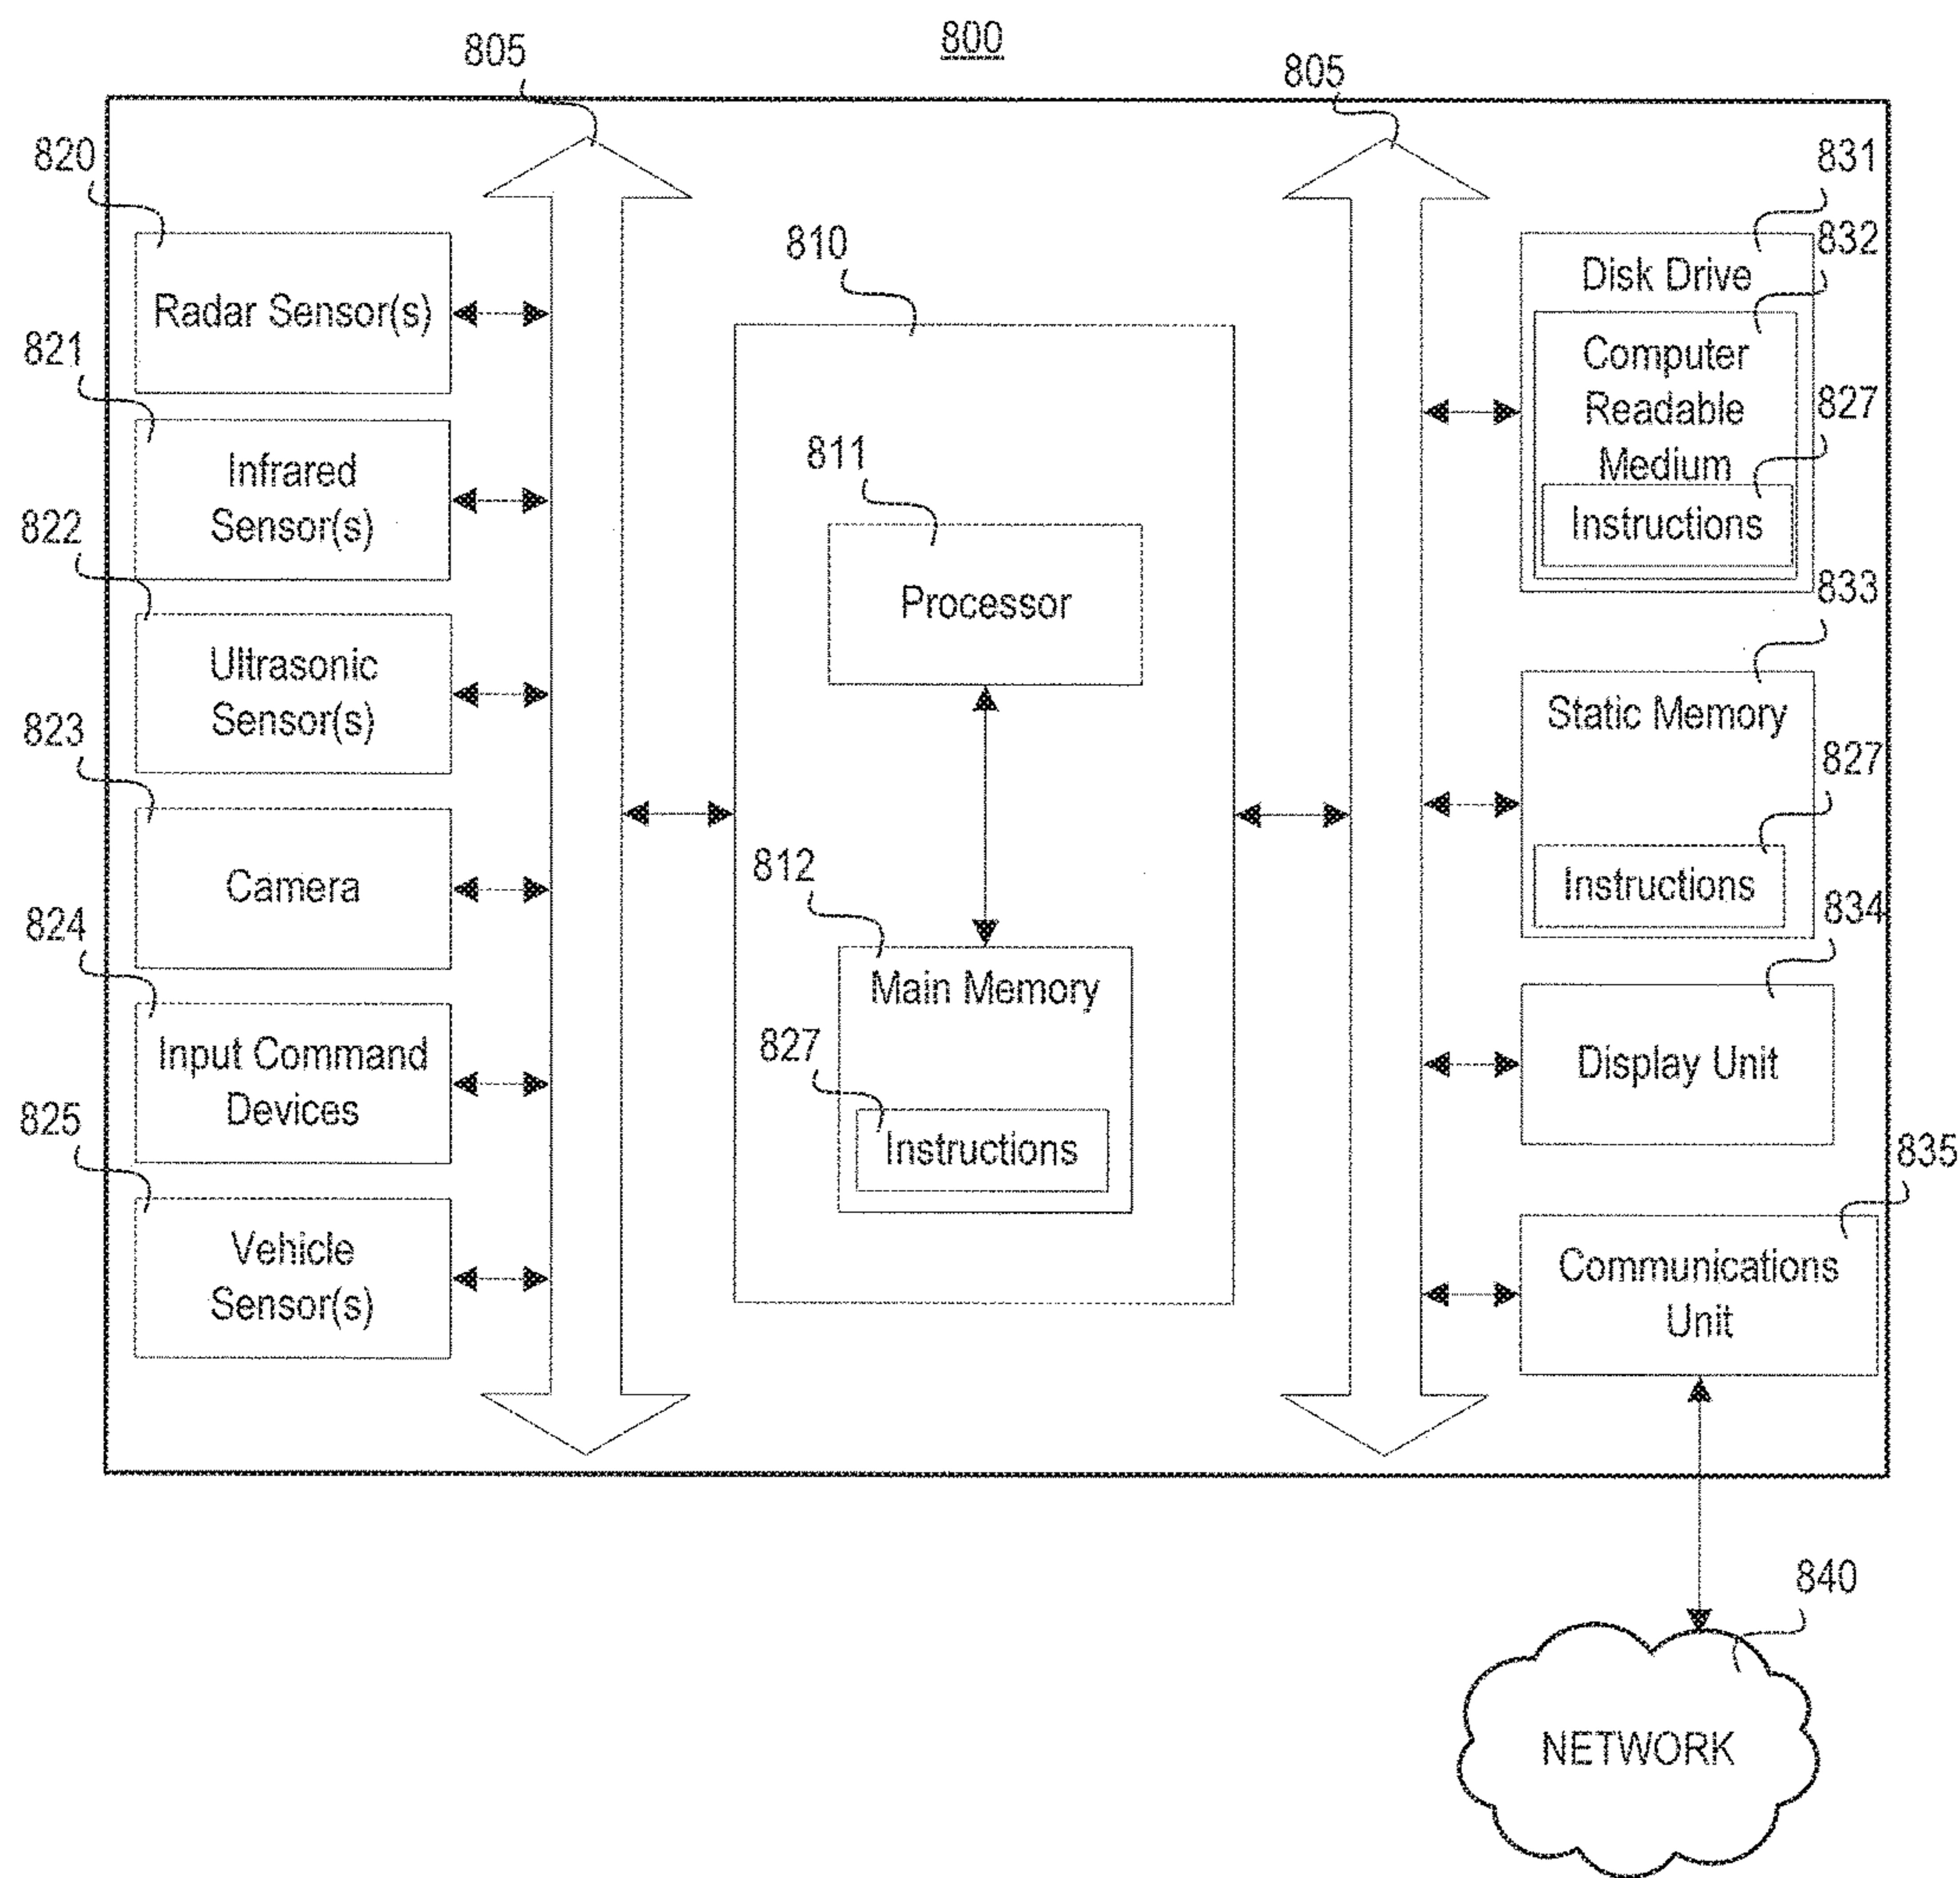 800
805
805
820
Radar Sensor(s)
821
Infrared
Sensor(s)
822
Ultrasonic
Sensor(s)
823
Camera
824
Input Command
Devices
825
Vehicle
Sensor(s)
810
811
Processor
812
Main Memory
827
Instructions
831
Disk Drive
832
Computer
Readable
Medium
827
Instructions
833
Static Memory
827
Instructions
834
Display Unit
835
Communications
Unit
840
NETWORK